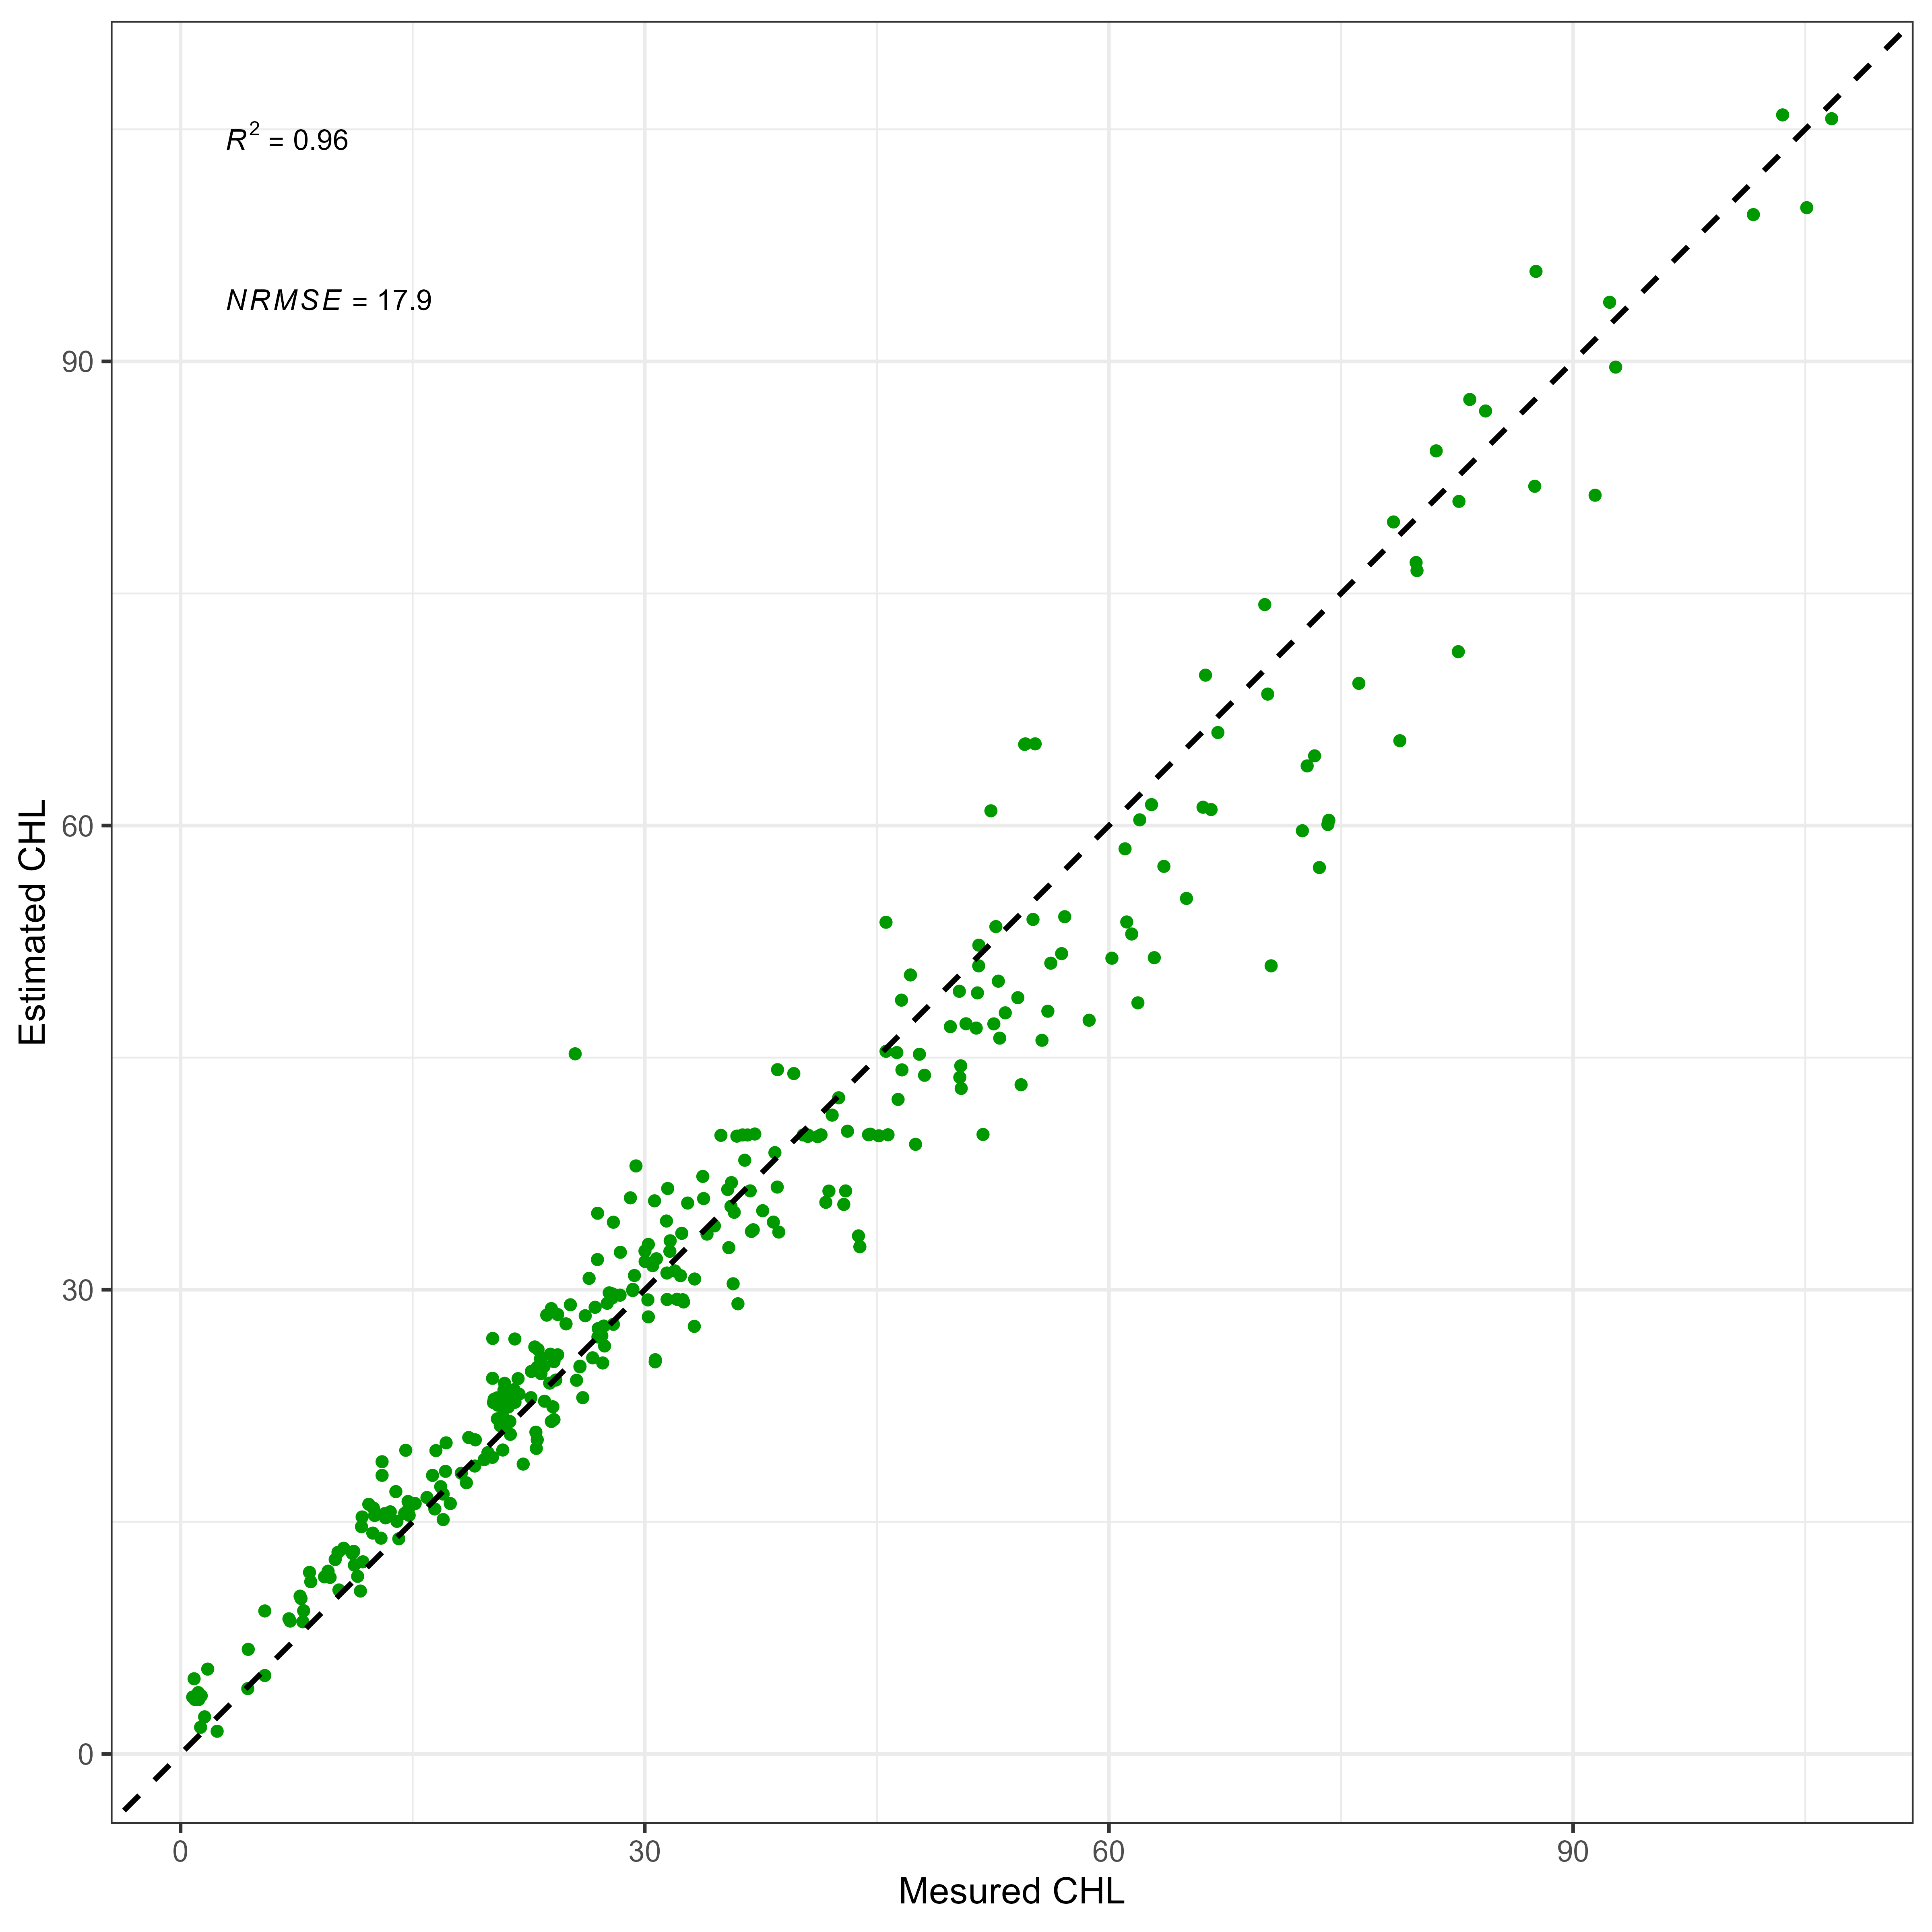 R² = 0.96
NRMSE = 17.9
90
60
30
0
Estimated CHL
0 30 60 90
Mesured CHL